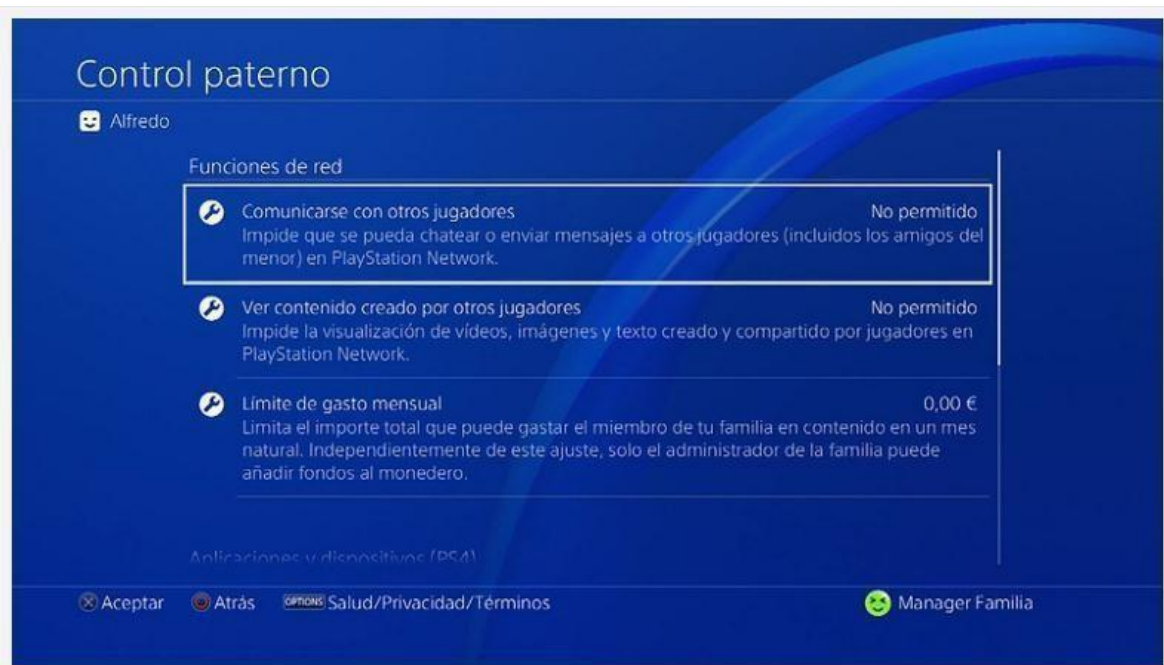 Control paterno
Alfredo
Funciones de red
Comunicarse con otros jugadores No permitido
Impide que se pueda chatear o enviar mensajes a otros jugadores (incluidos los amigos del
menor) en PlayStation Network.
Ver contenido creado por otros jugadores No permitido
Impide la visualización de vídeos, imágenes y texto creado y compartido por jugadores en
PlayStation Network.
Límite de gasto mensual 0,00 €
Limita el importe total que puede gastar el miembro de tu familia en contenido en un mes
natural. Independientemente de este ajuste, solo el administrador de la familia puede
añadir fondos al monedero.
Aplicaciones y dispositivos (PS4)
Aceptar Atrás OPTIONS Salud/Privacidad/Términos Manager Familia